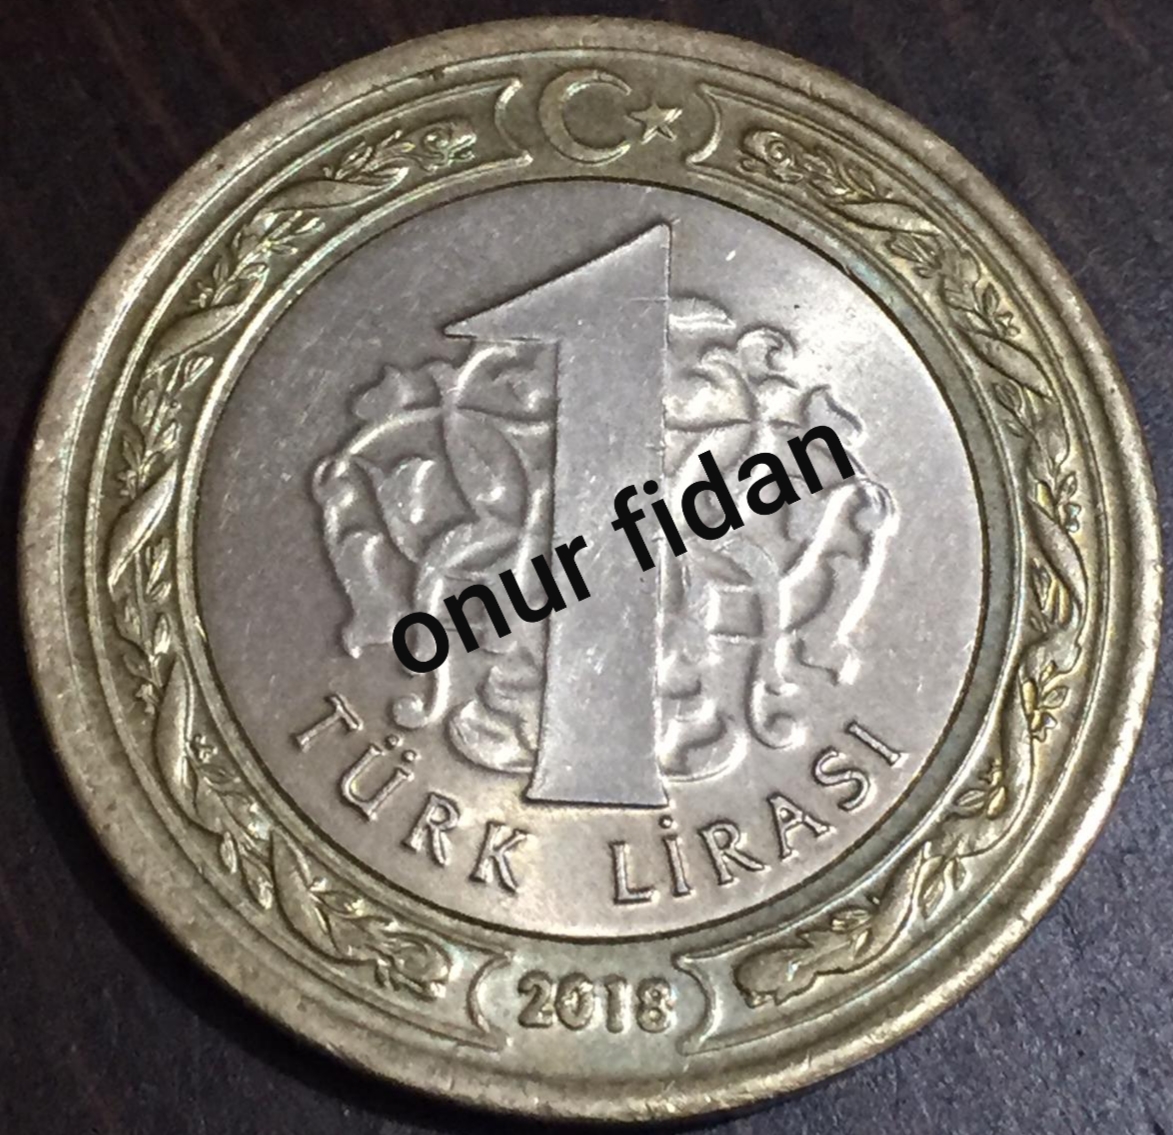 1
onur fidan
TÜRK LİRASI
2018